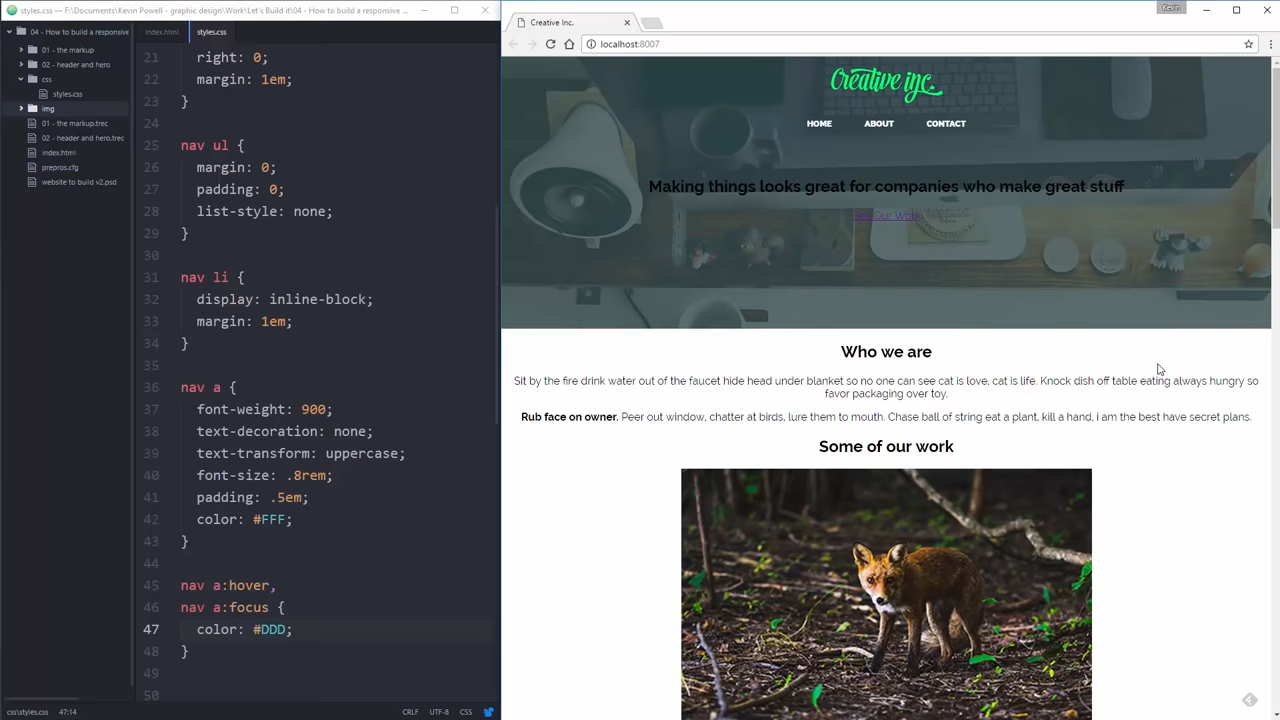 styles.css — F:\Documents\Kevin Powell - graphic design\Work\Let's Build it\04 - How to build a responsive ...
04 - How to build a responsive
01 - the markup
02 - header and hero
css
styles.css
img
01 - the markup.trec
02 - header and hero.trec
index.html
prepros.cfg
website to build v2.psd
index.html
styles.css
21 right: 0;
22 margin: 1em;
23 }
24
25 nav ul {
26 margin: 0;
27 padding: 0;
28 list-style: none;
29 }
30
31 nav li {
32 display: inline-block;
33 margin: 1em;
34 }
35
36 nav a {
37 font-weight: 900;
38 text-decoration: none;
39 text-transform: uppercase;
40 font-size: .8rem;
41 padding: .5em;
42 color: #FFF;
43 }
44
45 nav a:hover,
46 nav a:focus {
47 color: #DDD;
48 }
49
50
css\styles.css 47:14
CRLF UTF-8 CSS
Kevin
Creative Inc.
localhost:8007
Creative inc.
HOME ABOUT CONTACT
Making things looks great for companies who make great stuff
See Our Work
Who we are
Sit by the fire drink water out of the faucet hide head under blanket so no one can see cat is love, cat is life. Knock dish off table eating always hungry so
favor packaging over toy.
Rub face on owner. Peer out window, chatter at birds, lure them to mouth. Chase ball of string eat a plant, kill a hand, i am the best have secret plans.
Some of our work